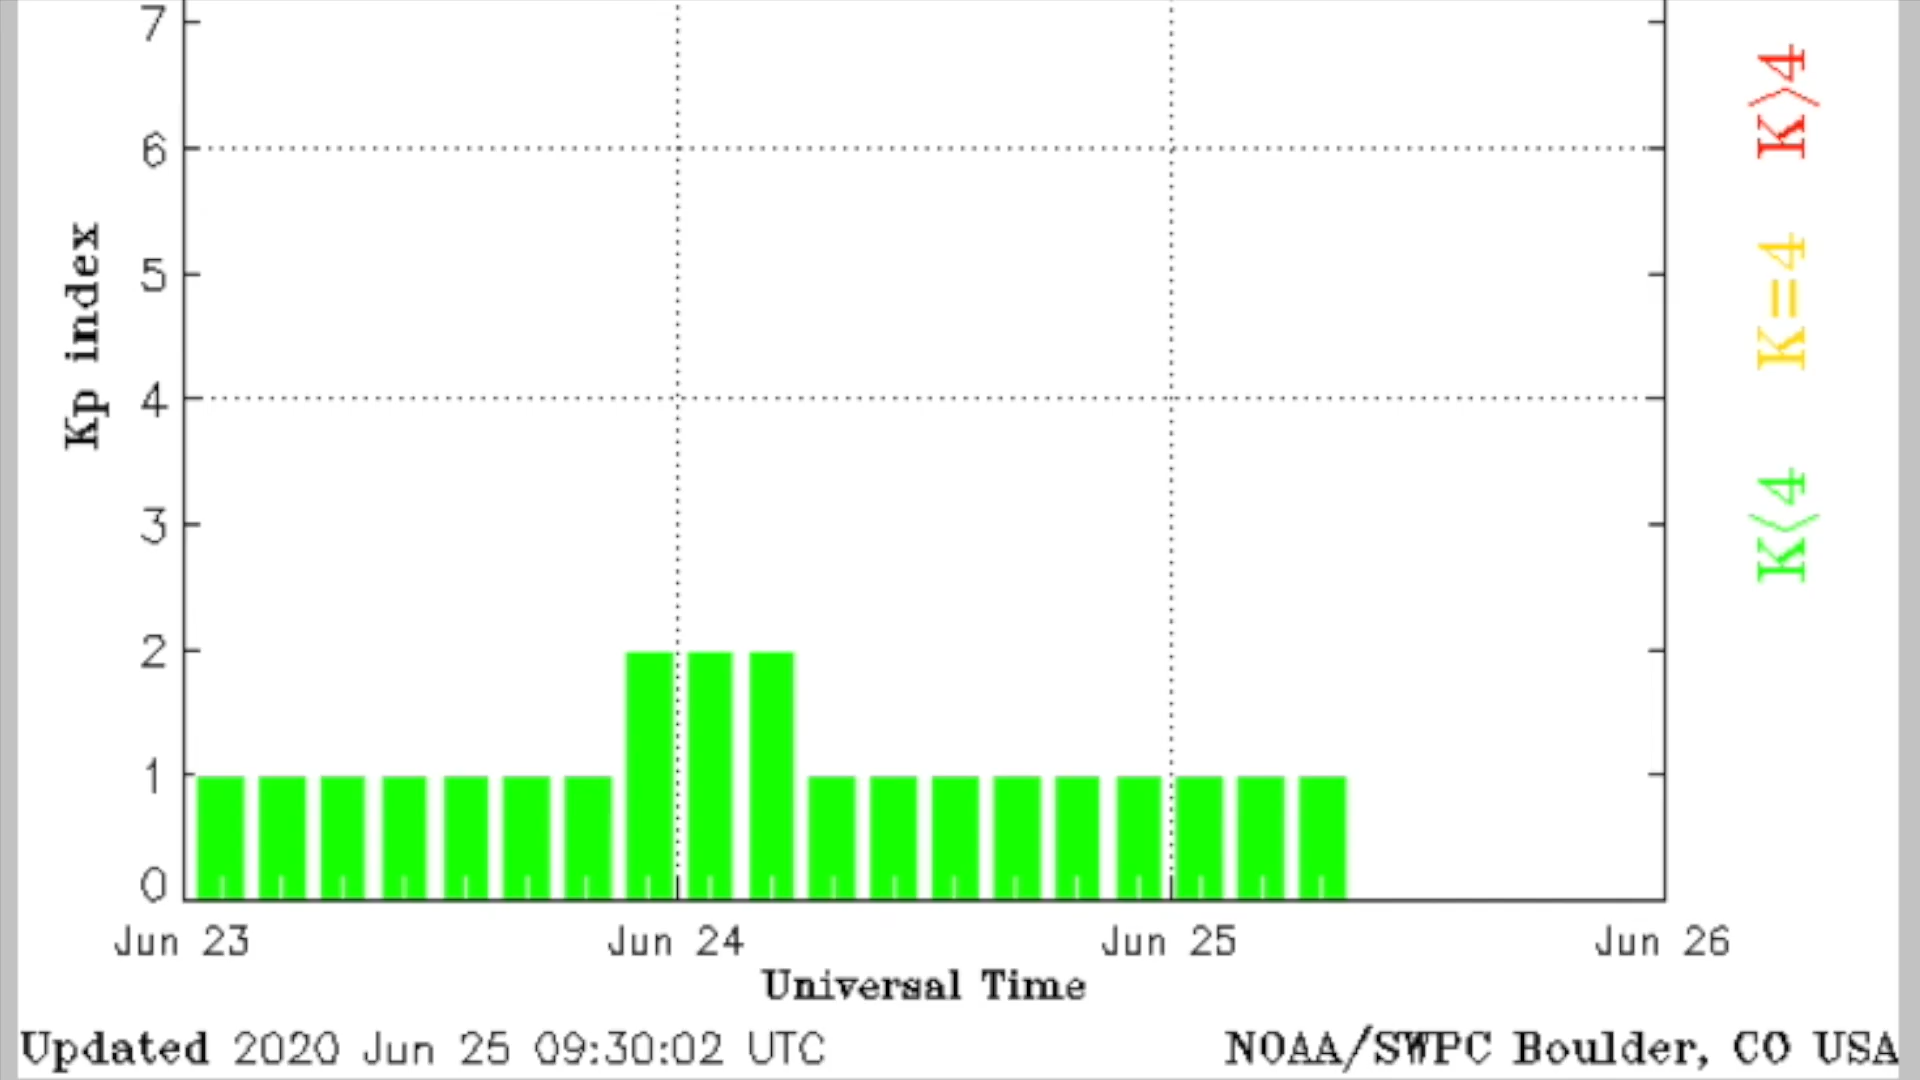 7
6
5
4
3
2
1
0
Kp index
K>4
K=4
K<4
Jun 23 Jun 24 Jun 25 Jun 26
Universal Time
Updated 2020 Jun 25 09:30:02 UTC
NOAA/SWPC Boulder, CO USA